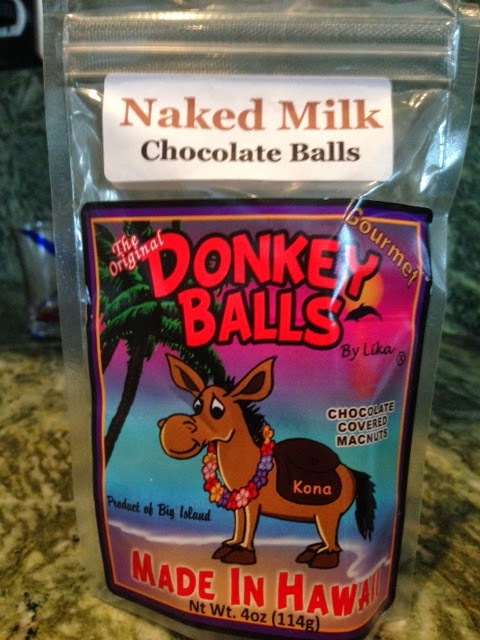 Naked Milk
Chocolate Balls
The Original
Gourmet
DONKEY
BALLS
By Lika ®
CHOCOLATE
COVERED
MACNUTS
Kona
Product of Big Island
MADE IN HAWAII
Nt Wt. 4oz (114g)